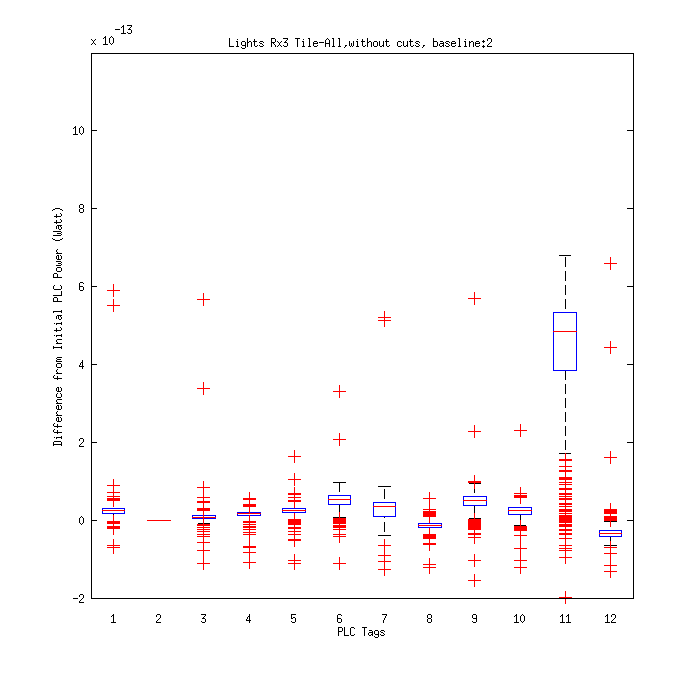 x 10-13
Lights Rx3 Tile-All,without cuts, baseline:2
10
8
6
4
2
0
-2
Difference from Initial PLC Power (Watt)
1 2 3 4 5 6 7 8 9 10 11 12
PLC Tags